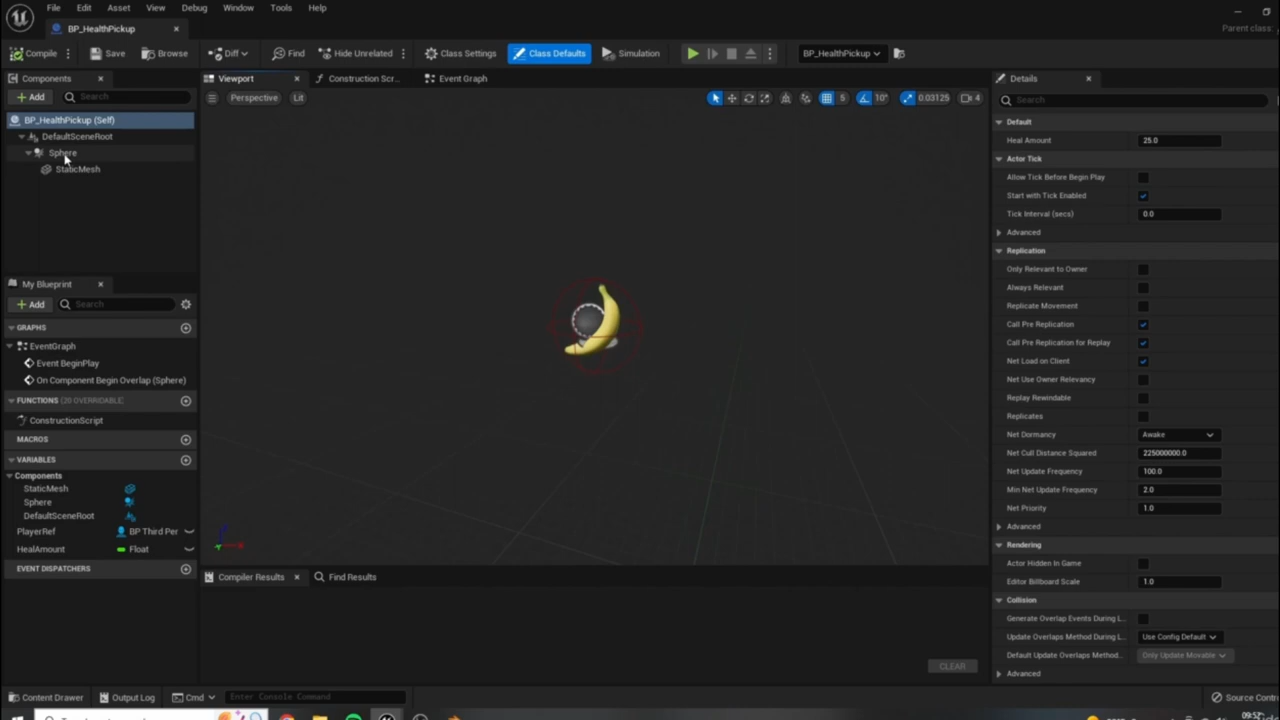 File Edit Asset View Debug Window Tools Help
BP_HealthPickup
Parent class:
Compile Save Browse Diff Find Hide Unrelated Class Settings Class Defaults Simulation BP_HealthPickup
Components
Viewport Construction Scr... Event Graph
Details
Add Search
Perspective Lit
5 10° 0.03125 4
Search
BP_HealthPickup (Self)
DefaultSceneRoot
Sphere
StaticMesh
Default
Heal Amount 25.0
Actor Tick
Allow Tick Before Begin Play
Start with Tick Enabled
Tick Interval (secs) 0.0
Advanced
Replication
Only Relevant to Owner
Always Relevant
Replicate Movement
Call Pre Replication
Call Pre Replication for Replay
Net Load on Client
Net Use Owner Relevancy
Replay Rewindable
Replicates
Net Dormancy Awake
Net Cull Distance Squared 225000000.0
Net Update Frequency 100.0
Min Net Update Frequency 2.0
Net Priority 1.0
Advanced
Rendering
Actor Hidden In Game
Editor Billboard Scale 1.0
Collision
Generate Overlap Events During L...
Update Overlaps Method During L... Use Config Default
Default Update Overlaps Method... Only Update Movable
Advanced
My Blueprint
Add Search
GRAPHS
EventGraph
Event BeginPlay
On Component Begin Overlap (Sphere)
FUNCTIONS (20 OVERRIDABLE)
ConstructionScript
MACROS
VARIABLES
Components
StaticMesh
Sphere
DefaultSceneRoot
PlayerRef BP Third Per
HealAmount Float
EVENT DISPATCHERS
Compiler Results Find Results
CLEAR
Content Drawer Output Log Cmd Enter Console Command
Source Contr